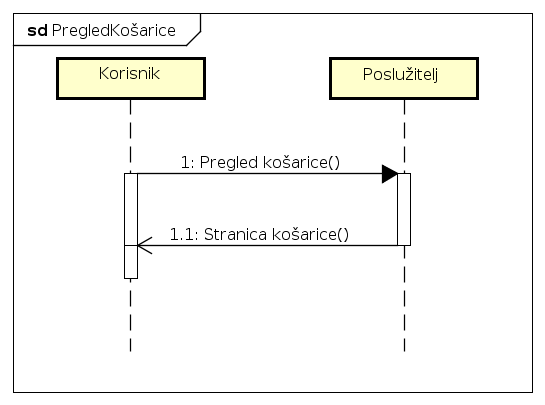 sd PregledKošarice
Korisnik
Poslužitelj
1: Pregled košarice()
1.1: Stranica košarice()